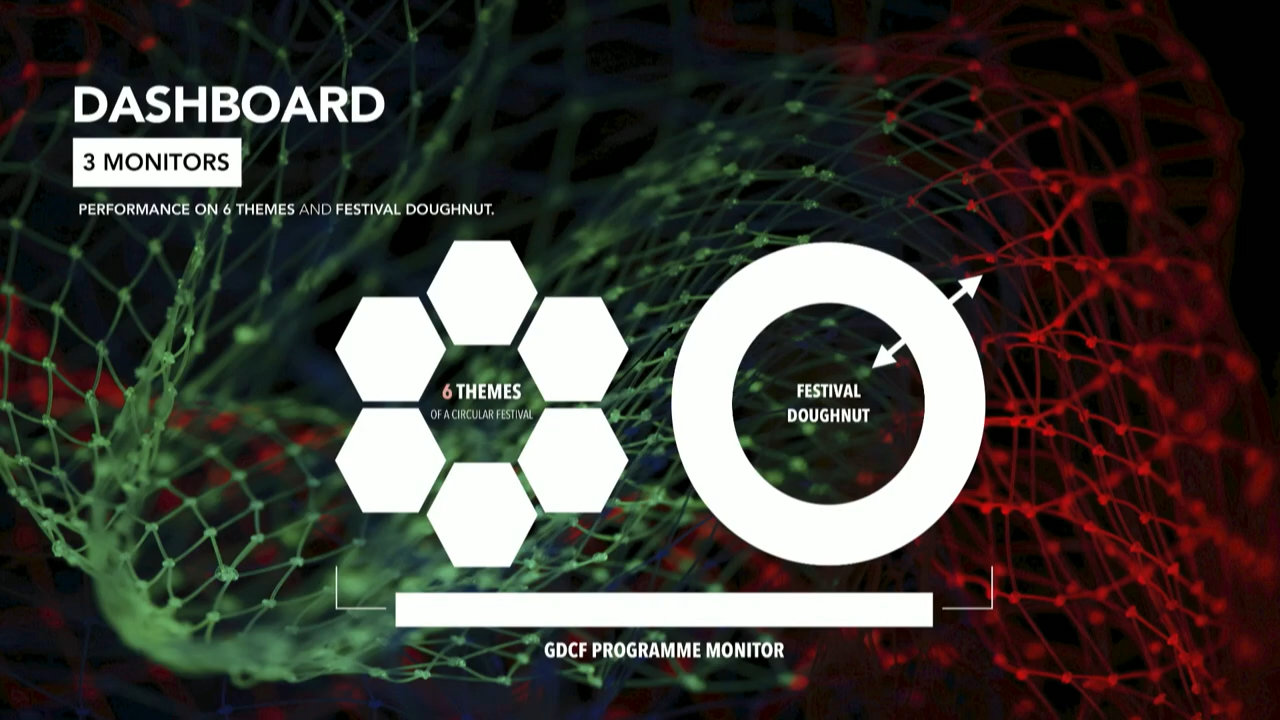 DASHBOARD
3 MONITORS
PERFORMANCE ON 6 THEMES AND FESTIVAL DOUGHNUT.
6 THEMES
OF A CIRCULAR FESTIVAL
FESTIVAL
DOUGHNUT
GDCF PROGRAMME MONITOR